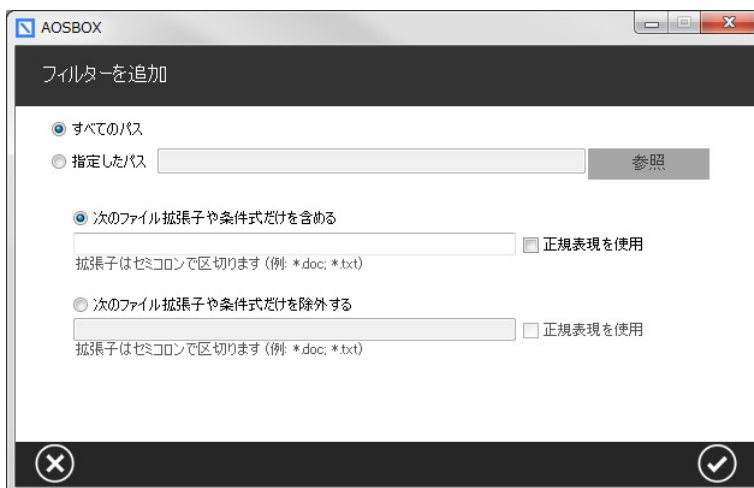 AOSBOX
フィルターを追加
すべてのパス
指定したパス 参照
次のファイル拡張子や条件式だけを含める
正規表現を使用
拡張子はセミコロンで区切ります (例: *.doc; *.txt)
次のファイル拡張子や条件式だけを除外する
正規表現を使用
拡張子はセミコロンで区切ります (例: *.doc; *.txt)